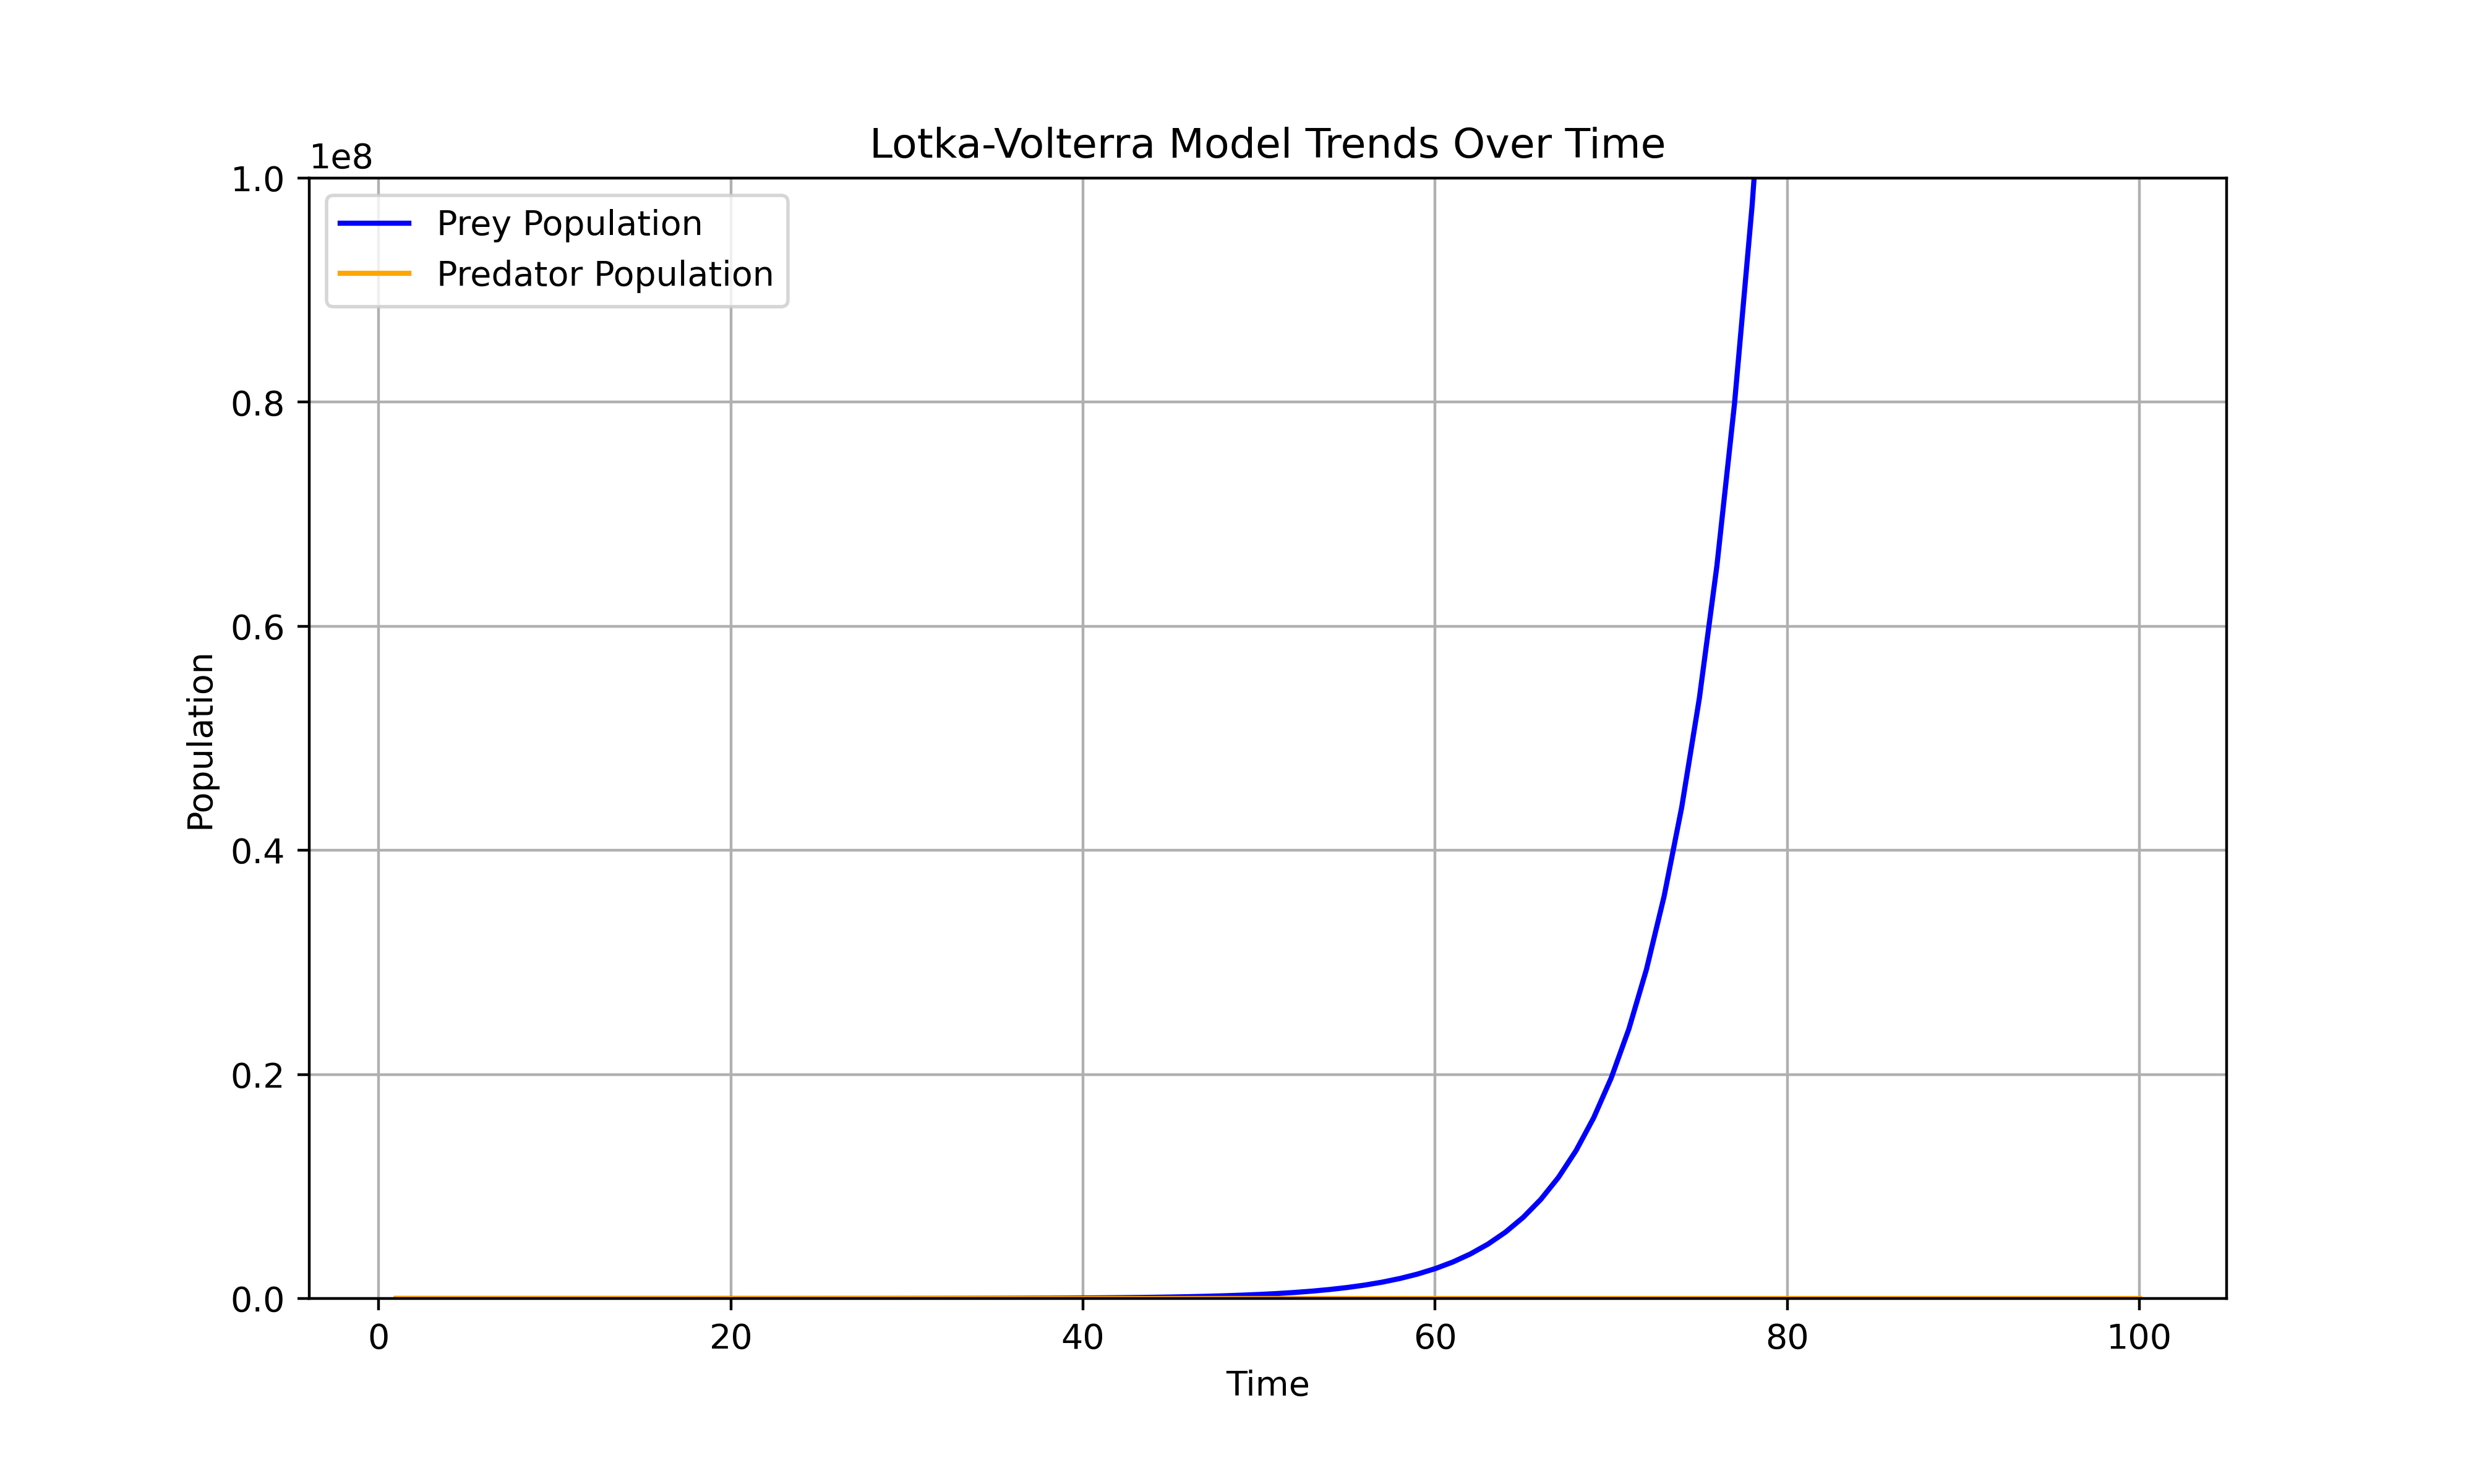 Lotka-Volterra Model Trends Over Time
1e8
1.0
0.8
0.6
0.4
0.2
0.0
Prey Population
Predator Population
Population
0 20 40 60 80 100
Time